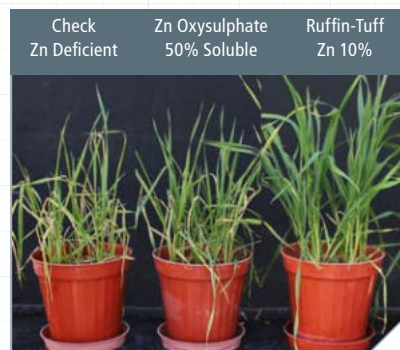 Check
Zn Deficient
Zn Oxysulphate
50% Soluble
Ruffin-Tuff
Zn 10%